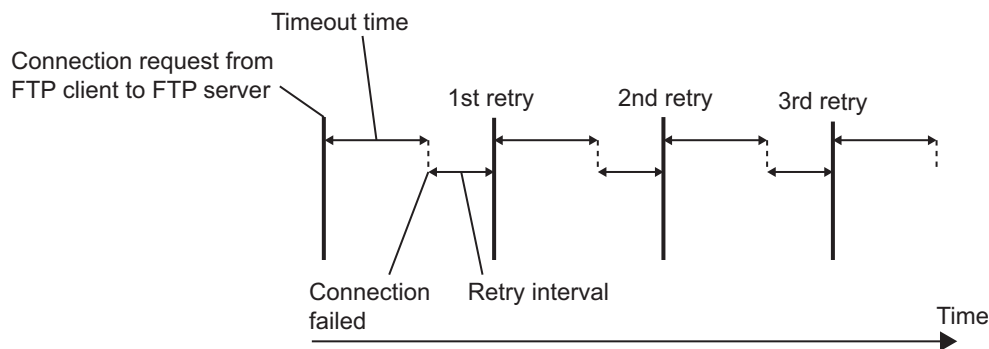 Timeout time
Connection request from
FTP client to FTP server
1st retry
2nd retry
3rd retry
Connection
failed
Retry interval
Time